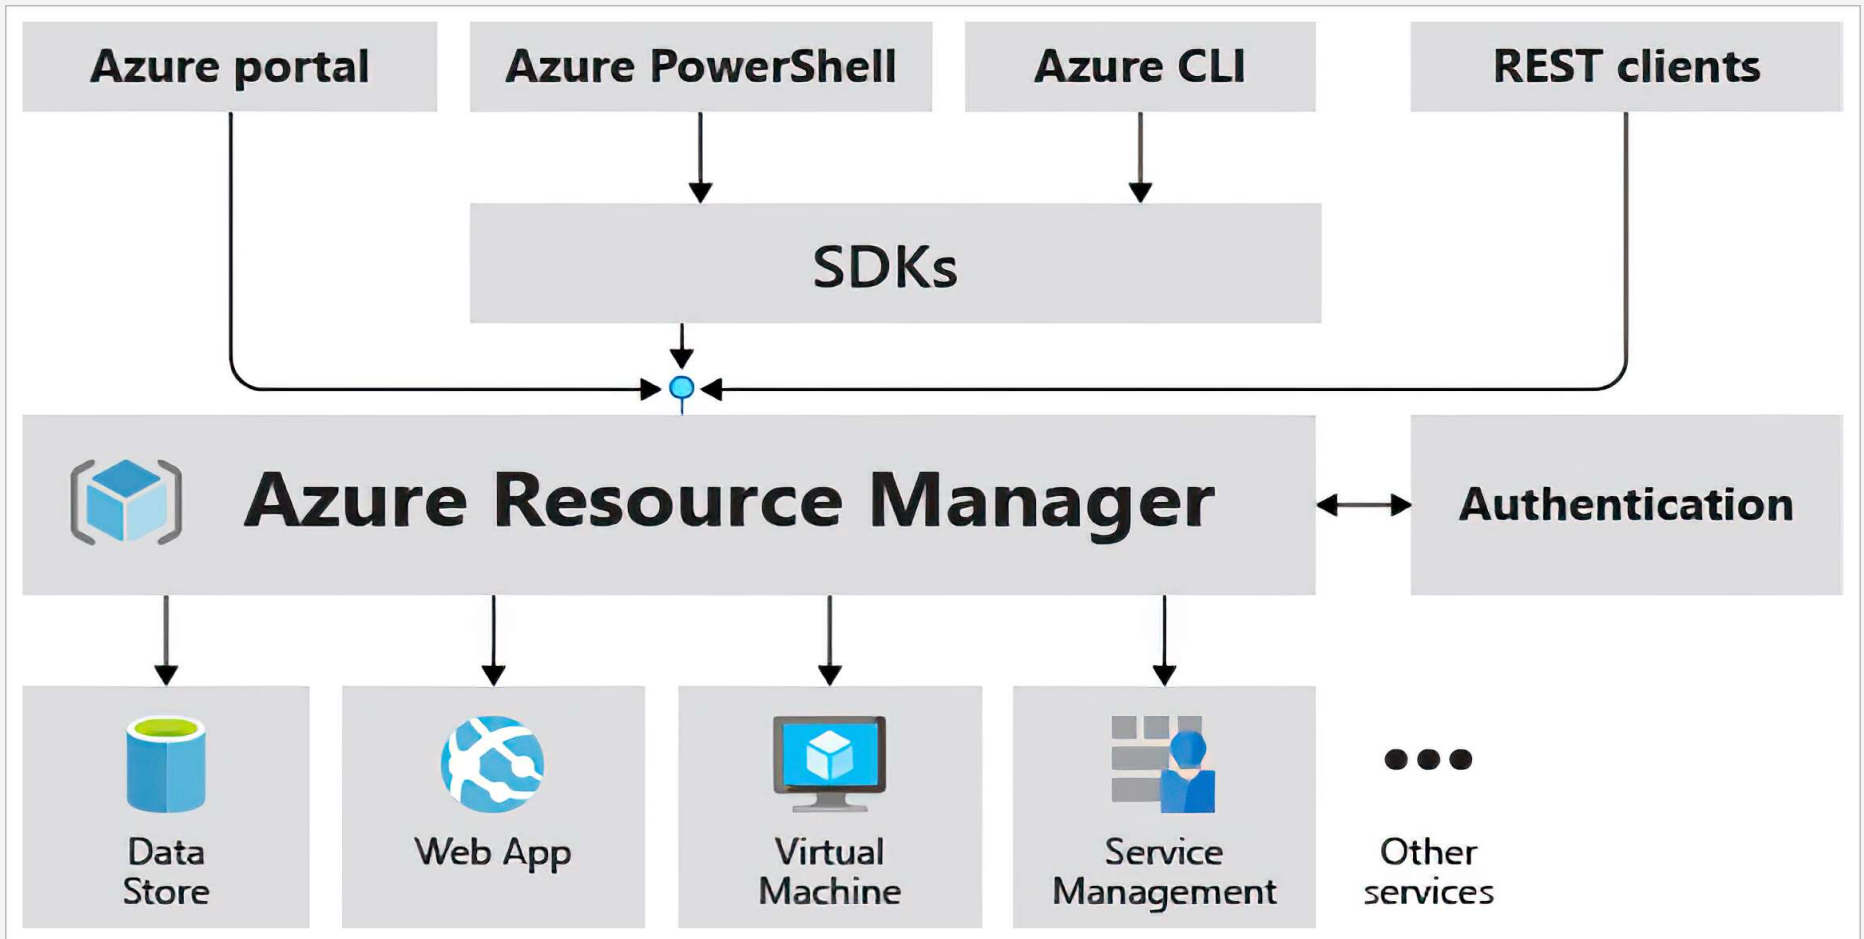 Azure portal
Azure PowerShell
Azure CLI
REST clients
SDKs
Azure Resource Manager
Authentication
Data
Store
Web App
Virtual
Machine
Service
Management
Other
services